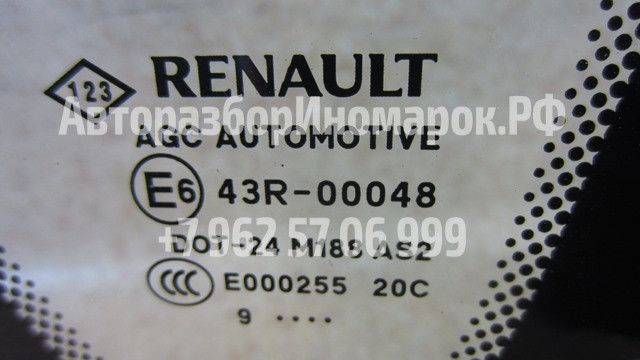 RENAULT
123
АвторазборИномарок.РФ
AGC AUTOMOTIVE
E6 43R-00048
+7 962 57 06 999
DOT-24 M188 AS2
CCC E000255 20C
9 ....